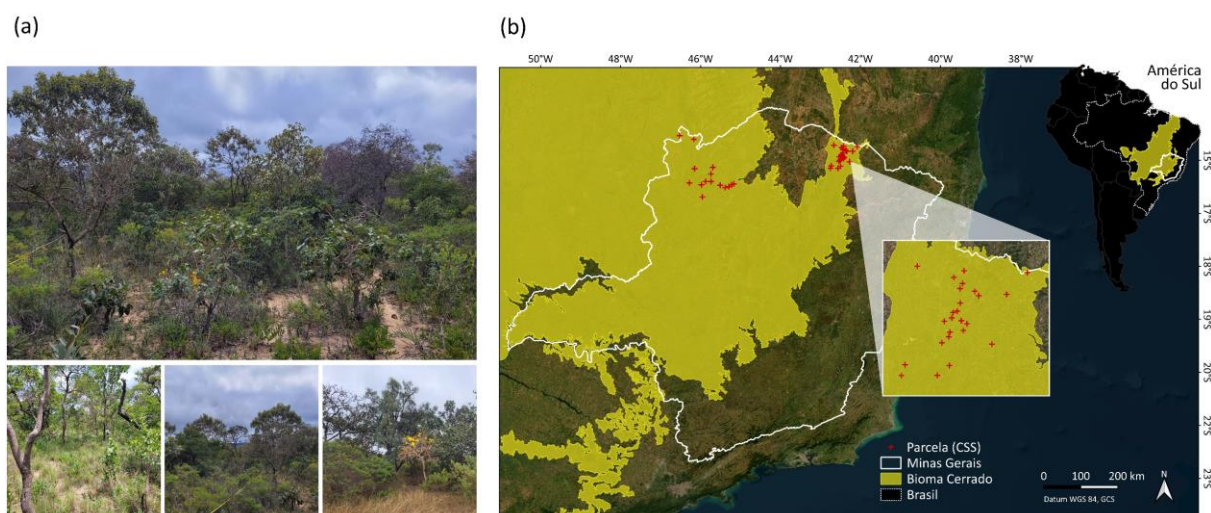 (a)
(b)
50°W 46°W 44°W 42°W 40°W 38°W
América
do Sul
15°S
17°S
18°S
19°S
20°S
22°S
23°S
Parcela (CSS)
Minas Gerais
Bioma Cerrado
Brasil
0 100 200 km
Datum WGS 84, GCS
N